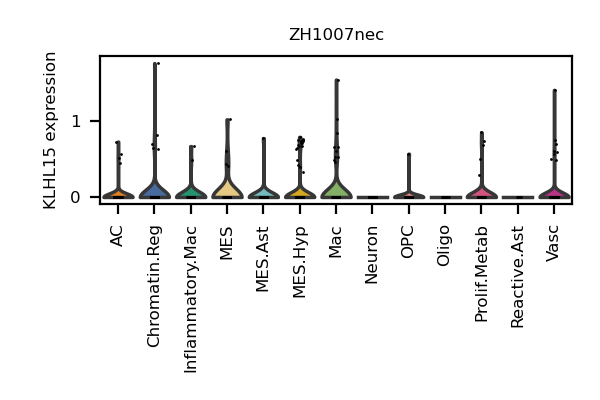 ZH1007nec
KLHL15 expression
1
0
AC
Chromatin.Reg
Inflammatory.Mac
MES
MES.Ast
MES.Hyp
Mac
Neuron
OPC
Oligo
Prolif.Metab
Reactive.Ast
Vasc